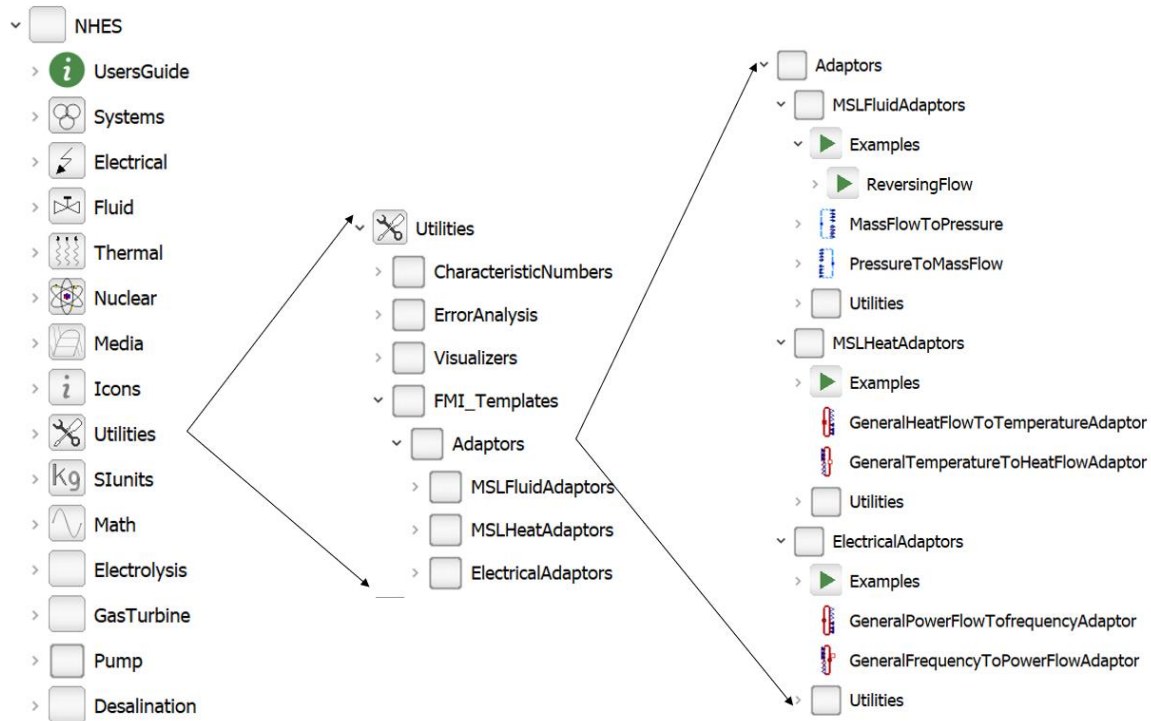 NHES
UsersGuide
Systems
Electrical
Fluid
Thermal
Nuclear
Media
Icons
Utilities
SIunits
Kg
Math
Electrolysis
GasTurbine
Pump
Desalination
Utilities
CharacteristicNumbers
ErrorAnalysis
Visualizers
FMI_Templates
Adaptors
MSLFluidAdaptors
MSLHeatAdaptors
ElectricalAdaptors
Adaptors
MSLFluidAdaptors
Examples
ReversingFlow
MassFlowToPressure
PressureToMassFlow
Utilities
MSLHeatAdaptors
Examples
GeneralHeatFlowToTemperatureAdaptor
GeneralTemperatureToHeatFlowAdaptor
Utilities
ElectricalAdaptors
Examples
GeneralPowerFlowTofrequencyAdaptor
GeneralFrequencyToPowerFlowAdaptor
Utilities